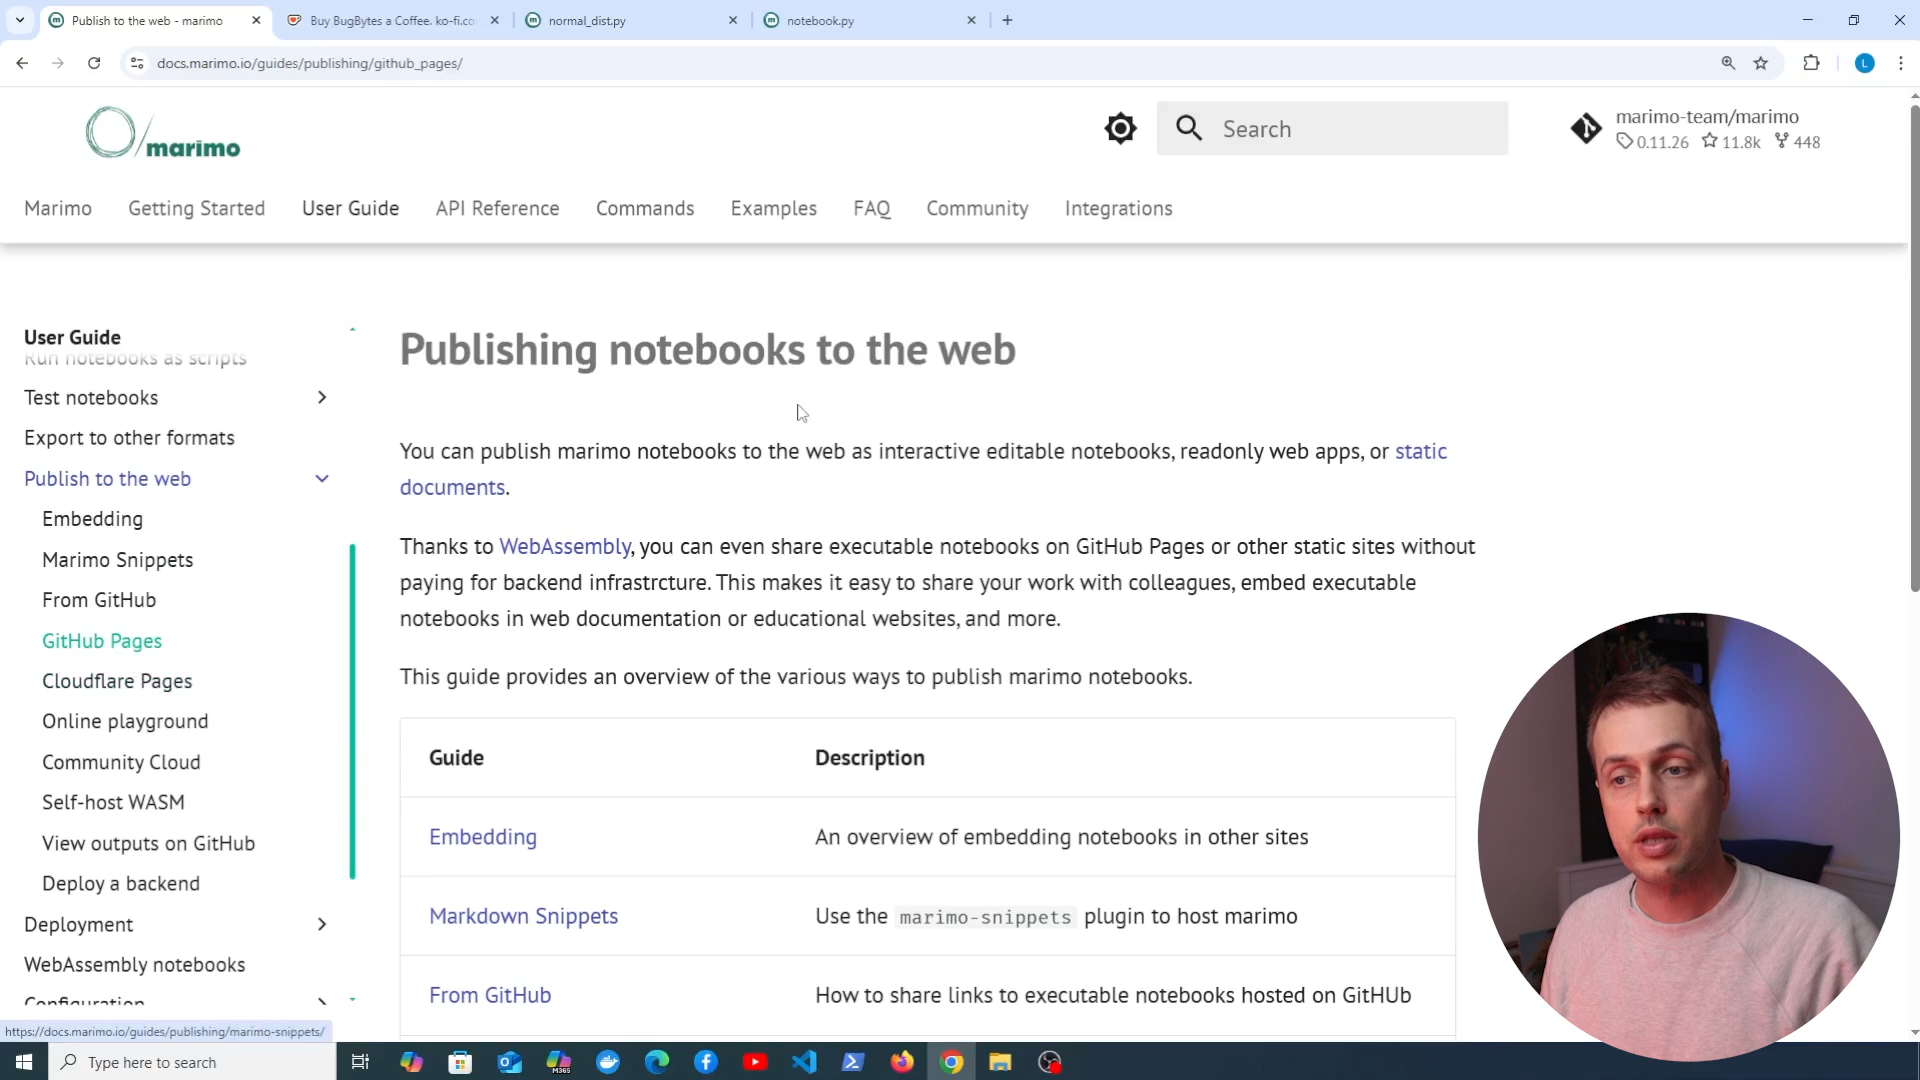 Publish to the web - marimo
Buy BugBytes a Coffee. ko-fi.co
normal_dist.py
notebook.py
docs.marimo.io/guides/publishing/github_pages/
L
marimo
Search
marimo-team/marimo
0.11.26 11.8k 448
Marimo Getting Started User Guide API Reference Commands Examples FAQ Community Integrations
User Guide
Run notebooks as scripts
Test notebooks
Export to other formats
Publish to the web
Embedding
Marimo Snippets
From GitHub
GitHub Pages
Cloudflare Pages
Online playground
Community Cloud
Self-host WASM
View outputs on GitHub
Deploy a backend
Deployment
WebAssembly notebooks
Configuration
Publishing notebooks to the web
You can publish marimo notebooks to the web as interactive editable notebooks, readonly web apps, or static
documents.
Thanks to WebAssembly, you can even share executable notebooks on GitHub Pages or other static sites without
paying for backend infrastrcture. This makes it easy to share your work with colleagues, embed executable
notebooks in web documentation or educational websites, and more.
This guide provides an overview of the various ways to publish marimo notebooks.
Guide Description
Embedding An overview of embedding notebooks in other sites
Markdown Snippets Use the marimo-snippets plugin to host marimo
From GitHub How to share links to executable notebooks hosted on GitHUb
https://docs.marimo.io/guides/publishing/marimo-snippets/
Type here to search
M365